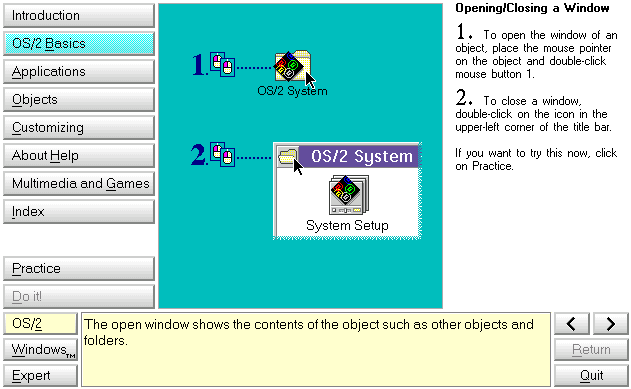 Introduction
OS/2 Basics
Applications
Objects
Customizing
About Help
Multimedia and Games
Index
Practice
Do it!
OS/2
Windows™
Expert
1.
OS/2 System
2.
OS/2 System
System Setup
Opening/Closing a Window
1. To open the window of an
object, place the mouse pointer
on the object and double-click
mouse button 1.
2. To close a window,
double-click on the icon in the
upper-left corner of the title bar.
If you want to try this now, click
on Practice.
The open window shows the contents of the object such as other objects and
folders.
<
>
Return
Quit